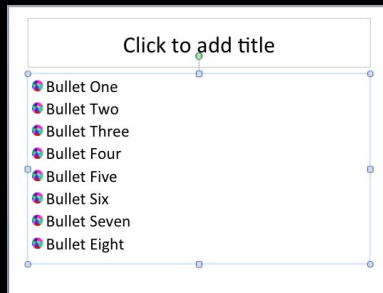 Click to add title
Bullet One
Bullet Two
Bullet Three
Bullet Four
Bullet Five
Bullet Six
Bullet Seven
Bullet Eight